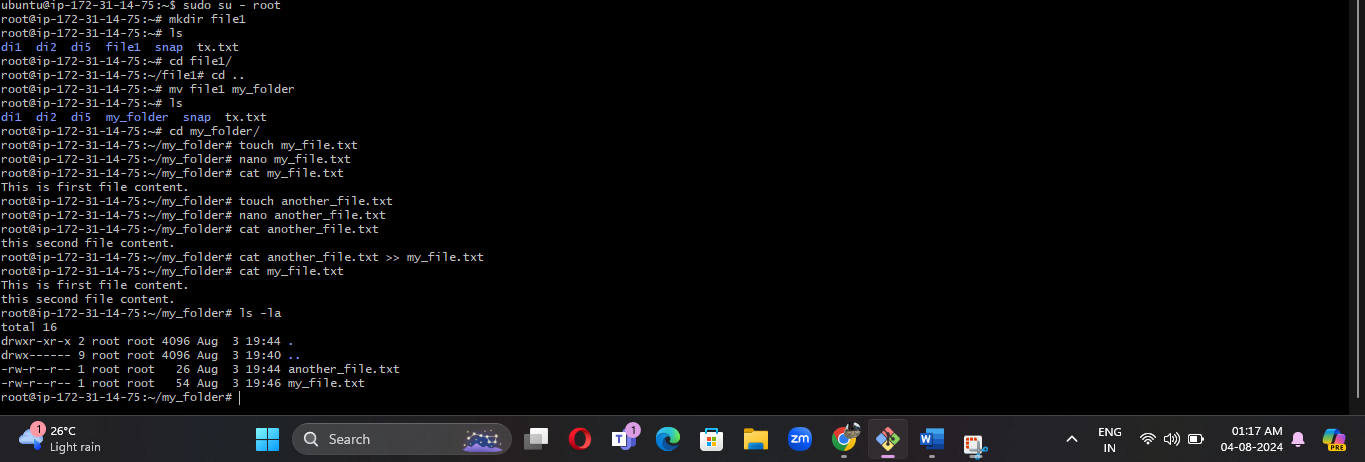 ubuntu@ip-172-31-14-75:~$ sudo su - root
root@ip-172-31-14-75:~# mkdir file1
root@ip-172-31-14-75:~# ls
di1  di2  di5  file1  snap  tx.txt
root@ip-172-31-14-75:~# cd file1/
root@ip-172-31-14-75:~/file1# cd ..
root@ip-172-31-14-75:~# mv file1 my_folder
root@ip-172-31-14-75:~# ls
di1  di2  di5  my_folder  snap  tx.txt
root@ip-172-31-14-75:~# cd my_folder/
root@ip-172-31-14-75:~/my_folder# touch my_file.txt
root@ip-172-31-14-75:~/my_folder# nano my_file.txt
root@ip-172-31-14-75:~/my_folder# cat my_file.txt
This is first file content.
root@ip-172-31-14-75:~/my_folder# touch another_file.txt
root@ip-172-31-14-75:~/my_folder# nano another_file.txt
root@ip-172-31-14-75:~/my_folder# cat another_file.txt
this second file content.
root@ip-172-31-14-75:~/my_folder# cat another_file.txt >> my_file.txt
root@ip-172-31-14-75:~/my_folder# cat my_file.txt
This is first file content.
this second file content.
root@ip-172-31-14-75:~/my_folder# ls -la
total 16
drwxr-xr-x 2 root root 4096 Aug  3 19:44 .
drwx------ 9 root root 4096 Aug  3 19:40 ..
-rw-r--r-- 1 root root   26 Aug  3 19:44 another_file.txt
-rw-r--r-- 1 root root   54 Aug  3 19:46 my_file.txt
root@ip-172-31-14-75:~/my_folder#
1
26°C
Light rain
Search
T
1
zm
W
ENG
IN
01:17 AM
04-08-2024
PRE